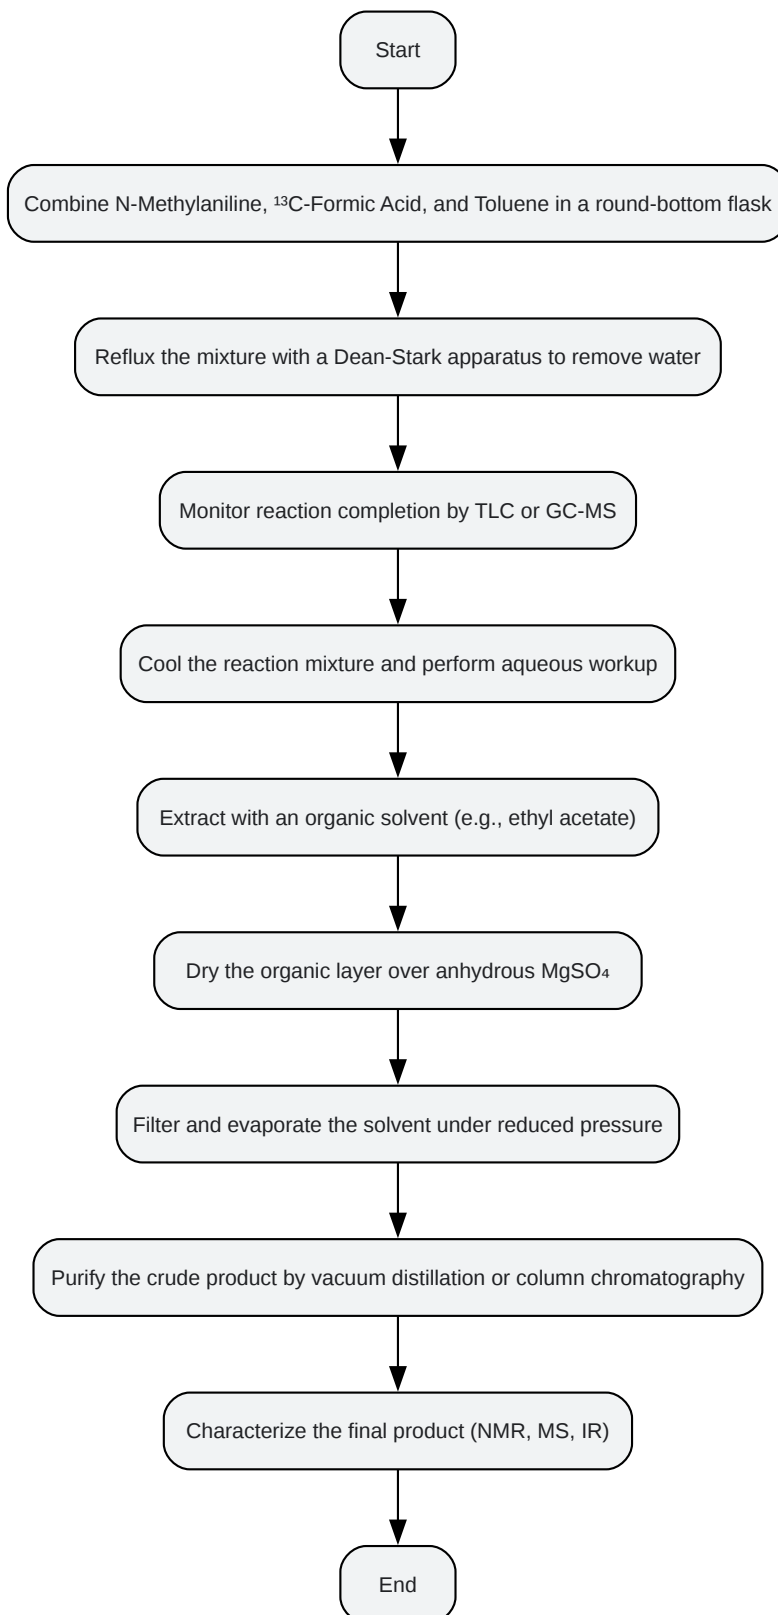 Start
Combine N-Methylaniline, ¹³C-Formic Acid, and Toluene in a round-bottom flask
Reflux the mixture with a Dean-Stark apparatus to remove water
Monitor reaction completion by TLC or GC-MS
Cool the reaction mixture and perform aqueous workup
Extract with an organic solvent (e.g., ethyl acetate)
Dry the organic layer over anhydrous MgSO₄
Filter and evaporate the solvent under reduced pressure
Purify the crude product by vacuum distillation or column chromatography
Characterize the final product (NMR, MS, IR)
End